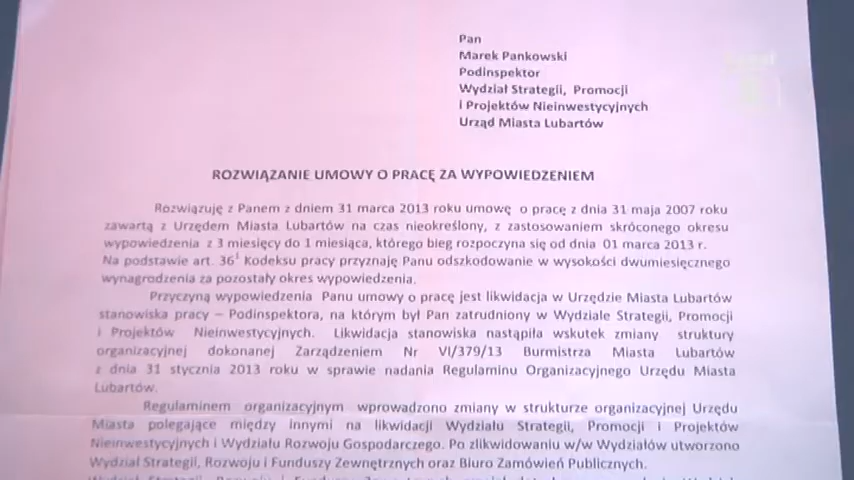 Pan
Marek Pankowski
Podinspektor
Wydział Strategii, Promocji
i Projektów Nieinwestycyjnych
Urząd Miasta Lubartów
ROZWIĄZANIE UMOWY O PRACĘ ZA WYPOWIEDZENIEM
Rozwiązuję z Panem z dniem 31 marca 2013 roku umowę o pracę z dnia 31 maja 2007 roku
zawartą z Urzędem Miasta Lubartów na czas nieokreślony, z zastosowaniem skróconego okresu
wypowiedzenia z 3 miesięcy do 1 miesiąca, którego bieg rozpoczyna się od dnia 01 marca 2013 r.
Na podstawie art. 36¹ Kodeksu pracy przyznaję Panu odszkodowanie w wysokości dwumiesięcznego
wynagrodzenia za pozostały okres wypowiedzenia.
Przyczyną wypowiedzenia Panu umowy o pracę jest likwidacja w Urzędzie Miasta Lubartów
stanowiska pracy – Podinspektora, na którym był Pan zatrudniony w Wydziale Strategii, Promocji
i Projektów Nieinwestycyjnych. Likwidacja stanowiska nastąpiła wskutek zmiany struktury
organizacyjnej dokonanej Zarządzeniem Nr VI/379/13 Burmistrza Miasta Lubartów
z dnia 31 stycznia 2013 roku w sprawie nadania Regulaminu Organizacyjnego Urzędu Miasta
Lubartów.
Regulaminem organizacyjnym wprowadzono zmiany w strukturze organizacyjnej Urzędu
Miasta polegające między innymi na likwidacji Wydziału Strategii, Promocji i Projektów
Nieinwestycyjnych i Wydziału Rozwoju Gospodarczego. Po zlikwidowaniu w/w Wydziałów utworzono
Wydział Strategii, Rozwoju i Funduszy Zewnętrznych oraz Biuro Zamówień Publicznych.